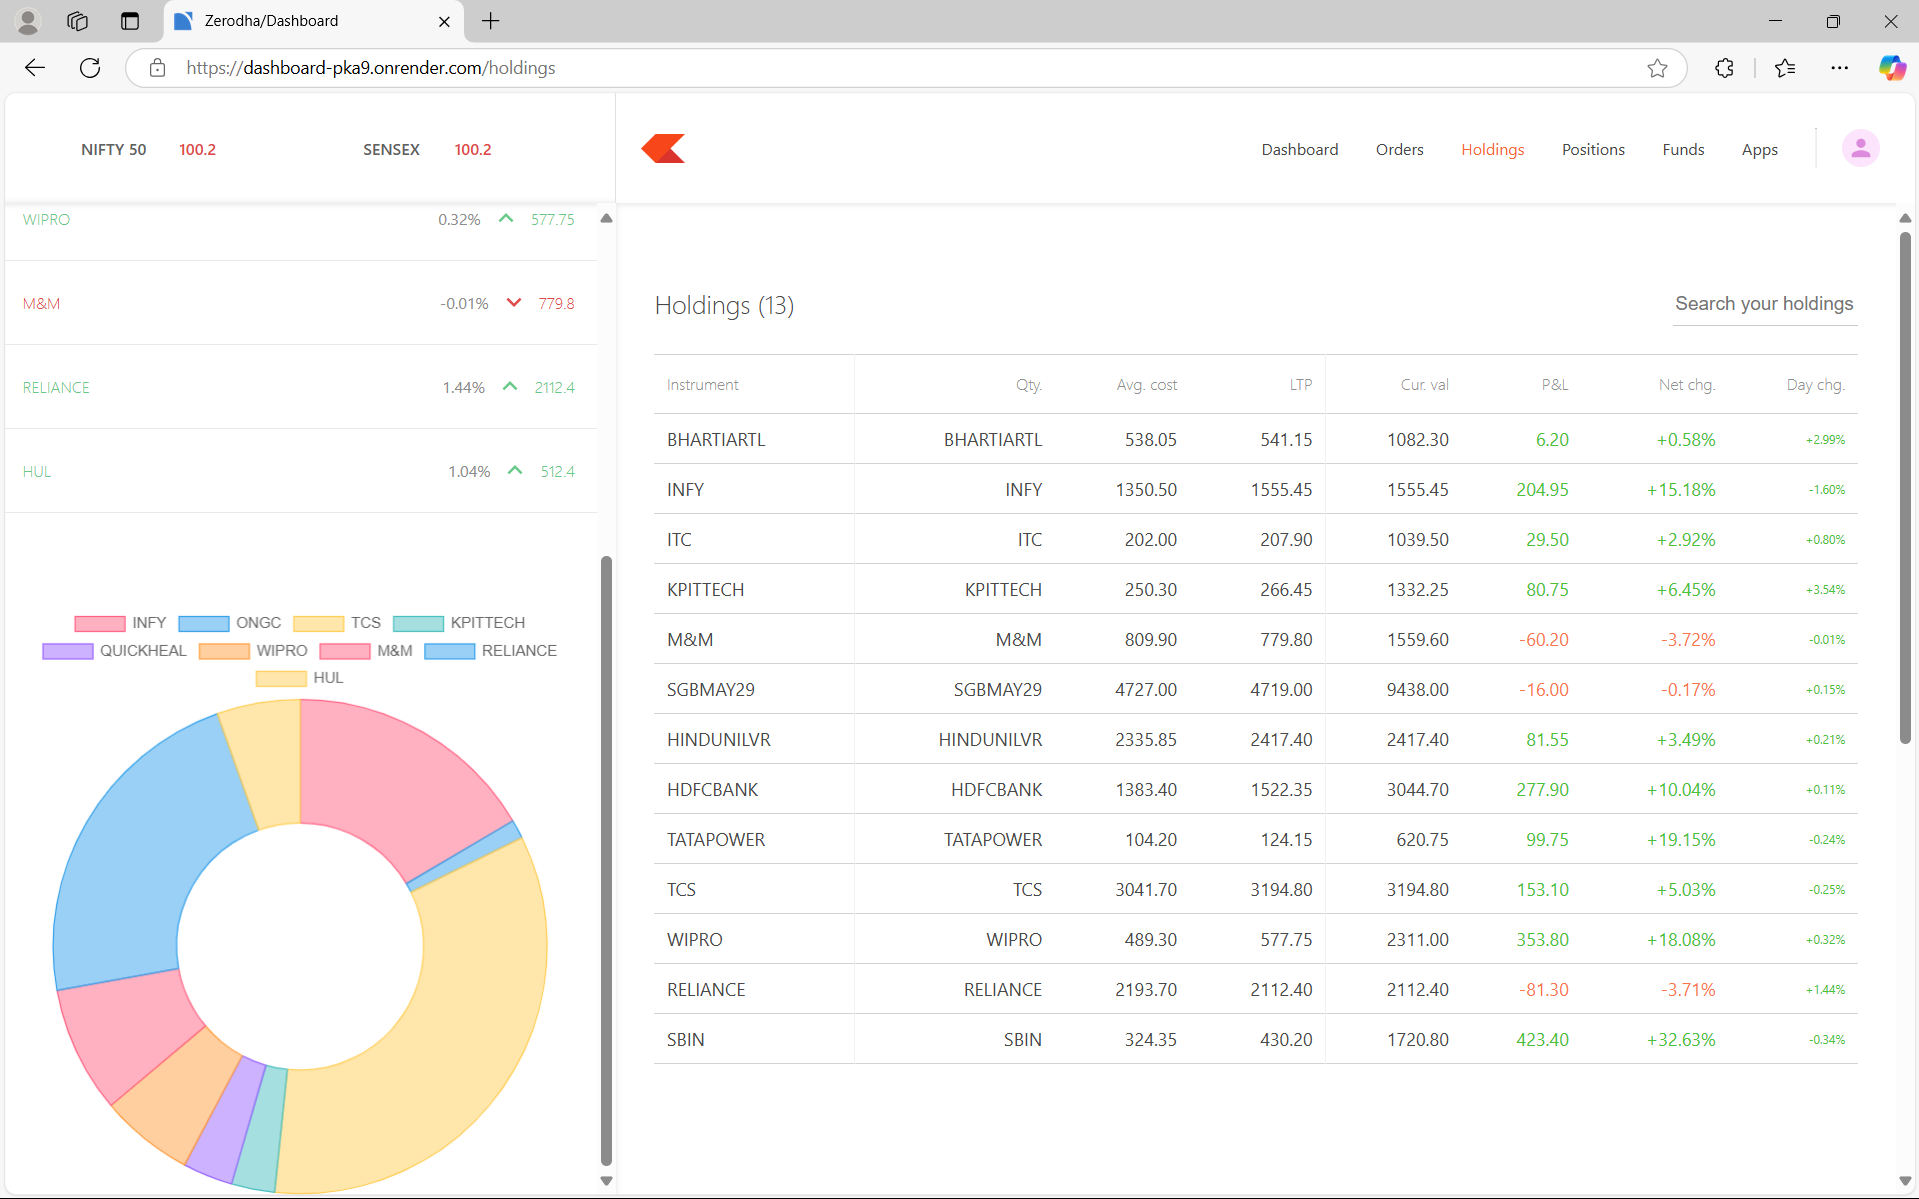 Zerodha/Dashboard
https://dashboard-pka9.onrender.com/holdings
NIFTY 50 100.2 SENSEX 100.2
Dashboard Orders Holdings Positions Funds Apps
WIPRO 0.32% 577.75
M&M -0.01% 779.8
RELIANCE 1.44% 2112.4
HUL 1.04% 512.4
INFY ONGC TCS KPITTECH
QUICKHEAL WIPRO M&M RELIANCE
HUL
Holdings (13) Search your holdings
Instrument Qty. Avg. cost LTP Cur. val P&L Net chg. Day chg.
BHARTIARTL BHARTIARTL 538.05 541.15 1082.30 6.20 +0.58% +2.99%
INFY INFY 1350.50 1555.45 1555.45 204.95 +15.18% -1.60%
ITC ITC 202.00 207.90 1039.50 29.50 +2.92% +0.80%
KPITTECH KPITTECH 250.30 266.45 1332.25 80.75 +6.45% +3.54%
M&M M&M 809.90 779.80 1559.60 -60.20 -3.72% -0.01%
SGBMAY29 SGBMAY29 4727.00 4719.00 9438.00 -16.00 -0.17% +0.15%
HINDUNILVR HINDUNILVR 2335.85 2417.40 2417.40 81.55 +3.49% +0.21%
HDFCBANK HDFCBANK 1383.40 1522.35 3044.70 277.90 +10.04% +0.11%
TATAPOWER TATAPOWER 104.20 124.15 620.75 99.75 +19.15% -0.24%
TCS TCS 3041.70 3194.80 3194.80 153.10 +5.03% -0.25%
WIPRO WIPRO 489.30 577.75 2311.00 353.80 +18.08% +0.32%
RELIANCE RELIANCE 2193.70 2112.40 2112.40 -81.30 -3.71% +1.44%
SBIN SBIN 324.35 430.20 1720.80 423.40 +32.63% -0.34%